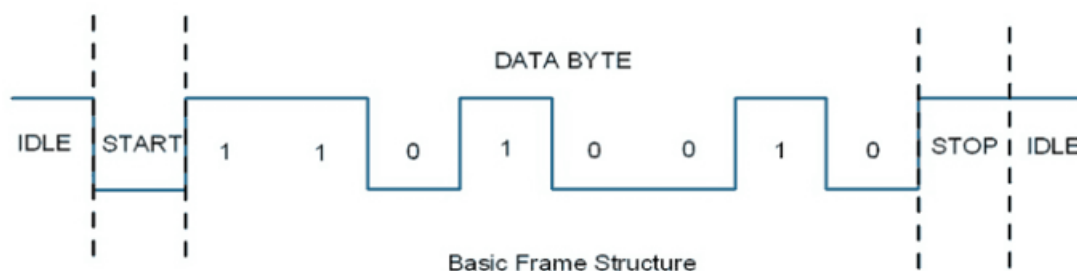 DATA BYTE
IDLE START 1 1 0 1 0 0 1 0 STOP IDLE
Basic Frame Structure